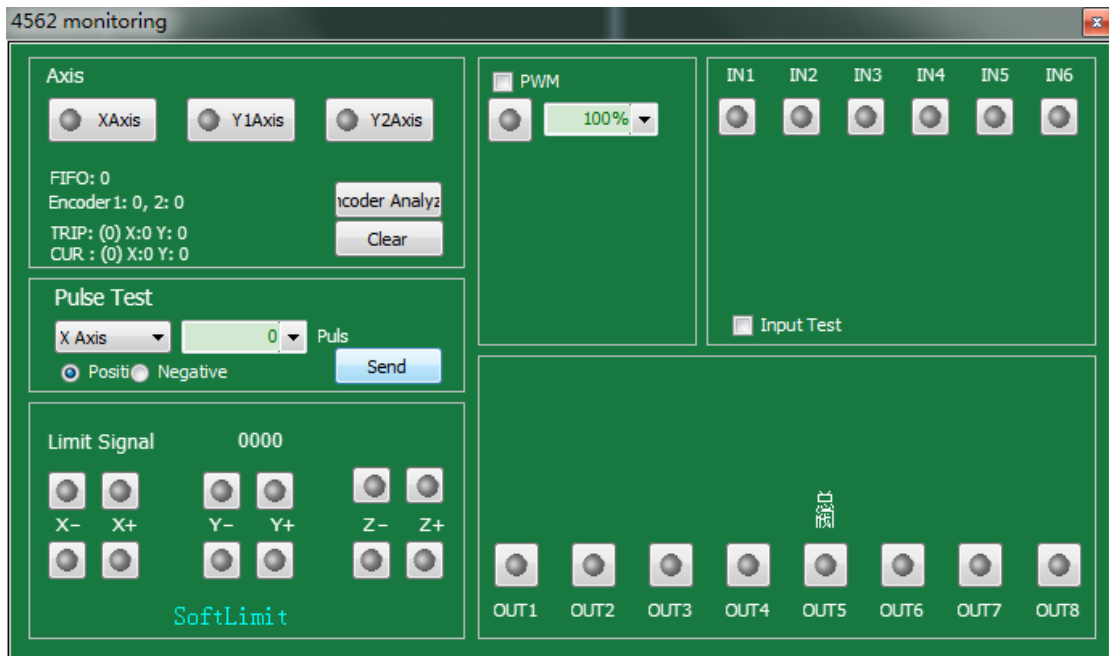 4562 monitoring
Axis
XAxis
Y1Axis
Y2Axis
FIFO: 0
Encoder1: 0, 2: 0
ncoder Analyz
TRIP: (0) X:0 Y: 0
CUR : (0) X:0 Y: 0
Clear
Pulse Test
X Axis
0
Puls
Positi
Negative
Send
Limit Signal
0000
X-
X+
Y-
Y+
Z-
Z+
SoftLimit
PWM
100%
IN1
IN2
IN3
IN4
IN5
IN6
Input Test
OUT1
OUT2
OUT3
OUT4
OUT5
OUT6
OUT7
OUT8